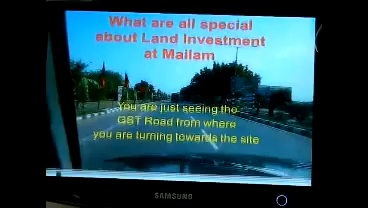 What are all special
about Land Investment
at Mailam
You are just seeing the
GST Road from where
you are turning towards the site
SAMSUNG